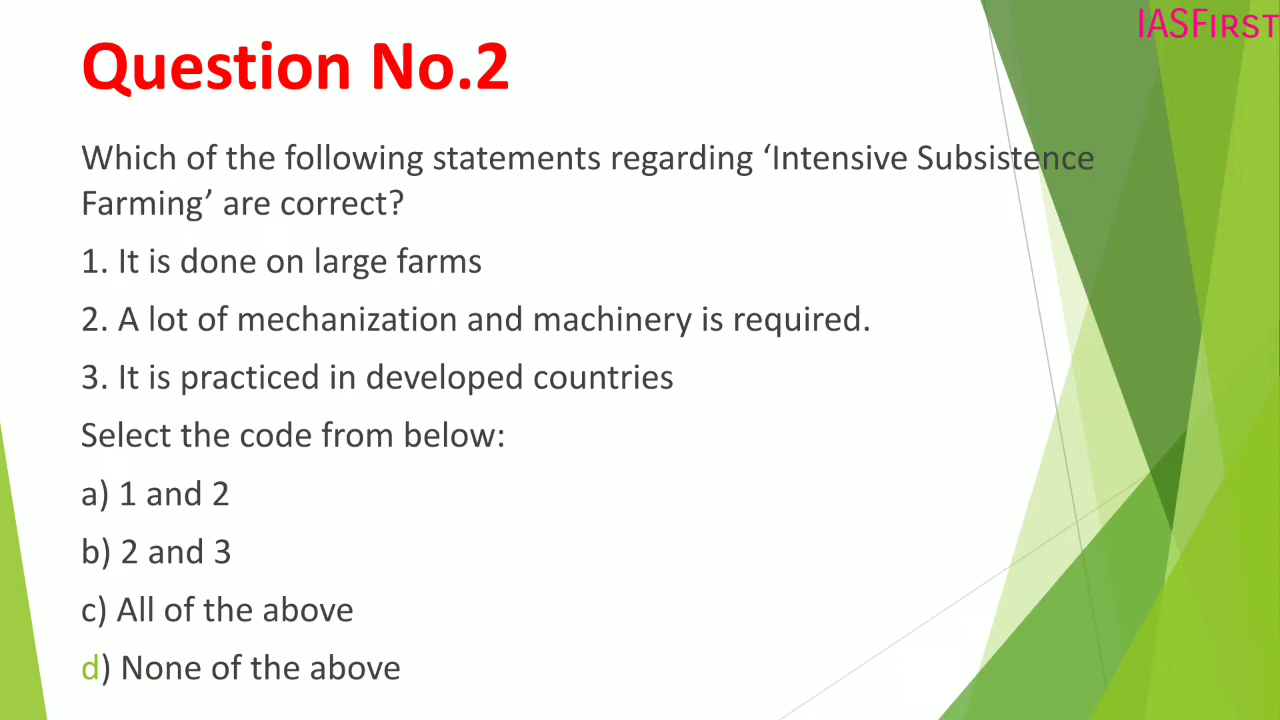 IASFIRST
Question No.2
Which of the following statements regarding ‘Intensive Subsistence
Farming’ are correct?
1. It is done on large farms
2. A lot of mechanization and machinery is required.
3. It is practiced in developed countries
Select the code from below:
a) 1 and 2
b) 2 and 3
c) All of the above
d) None of the above